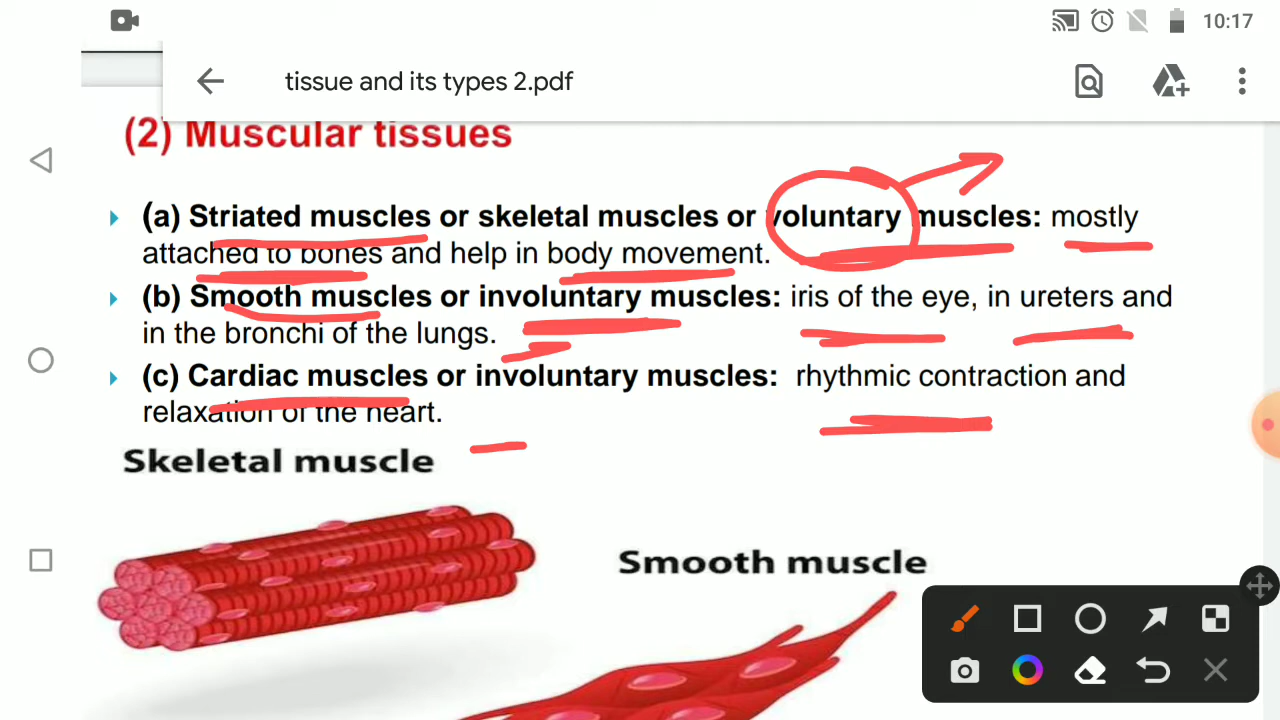 10:17
tissue and its types 2.pdf
(2) Muscular tissues
(a) Striated muscles or skeletal muscles or voluntary muscles: mostly
attached to bones and help in body movement.
(b) Smooth muscles or involuntary muscles: iris of the eye, in ureters and
in the bronchi of the lungs.
(c) Cardiac muscles or involuntary muscles: rhythmic contraction and
relaxation of the heart.
Skeletal muscle
Smooth muscle